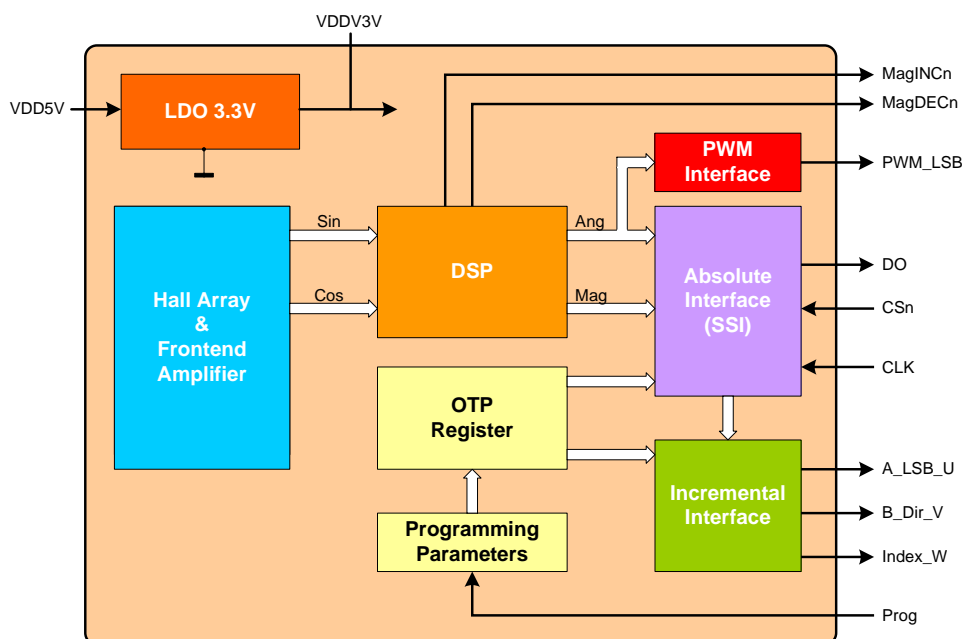 VDDV3V
VDD5V
LDO 3.3V
MagINCn
MagDECn
PWM
Interface
PWM_LSB
Sin
Cos
Hall Array
&
Frontend
Amplifier
DSP
Ang
Mag
Absolute
Interface
(SSI)
DO
CSn
CLK
OTP
Register
Incremental
Interface
A_LSB_U
B_Dir_V
Index_W
Programming
Parameters
Prog